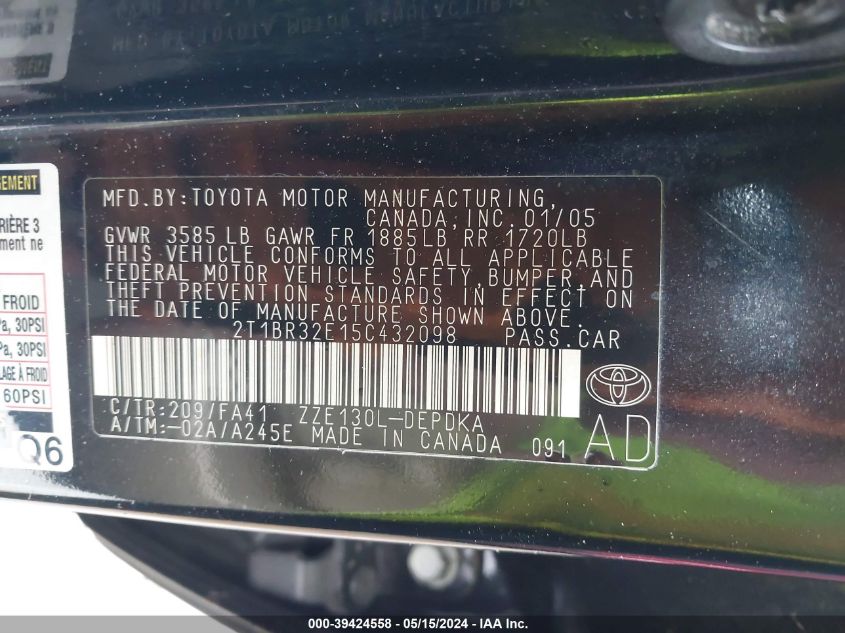 GEMENT
RIÈRE 3
ment ne
FROID
Pa, 30PSI
Pa, 30PSI
LAGE À FROID
60PSI
Q6
MFD.BY:TOYOTA MOTOR MANUFACTURING,
CANADA,INC. 01/05
GVWR 3585 LB GAWR FR 1885LB RR 1720LB
THIS VEHICLE CONFORMS TO ALL APPLICABLE
FEDERAL MOTOR VEHICLE SAFETY,BUMPER,AND
THEFT PREVENTION STANDARDS IN EFFECT ON
THE DATE OF MANUFACTURE SHOWN ABOVE.
2T1BR32E15C432098 PASS.CAR
C/TR:209/FA41 ZZE130L-DEPDKA
A/TM:-02A/A245E MADE IN CANADA 091
AD
000-39424558 - 05/15/2024 - IAA Inc.